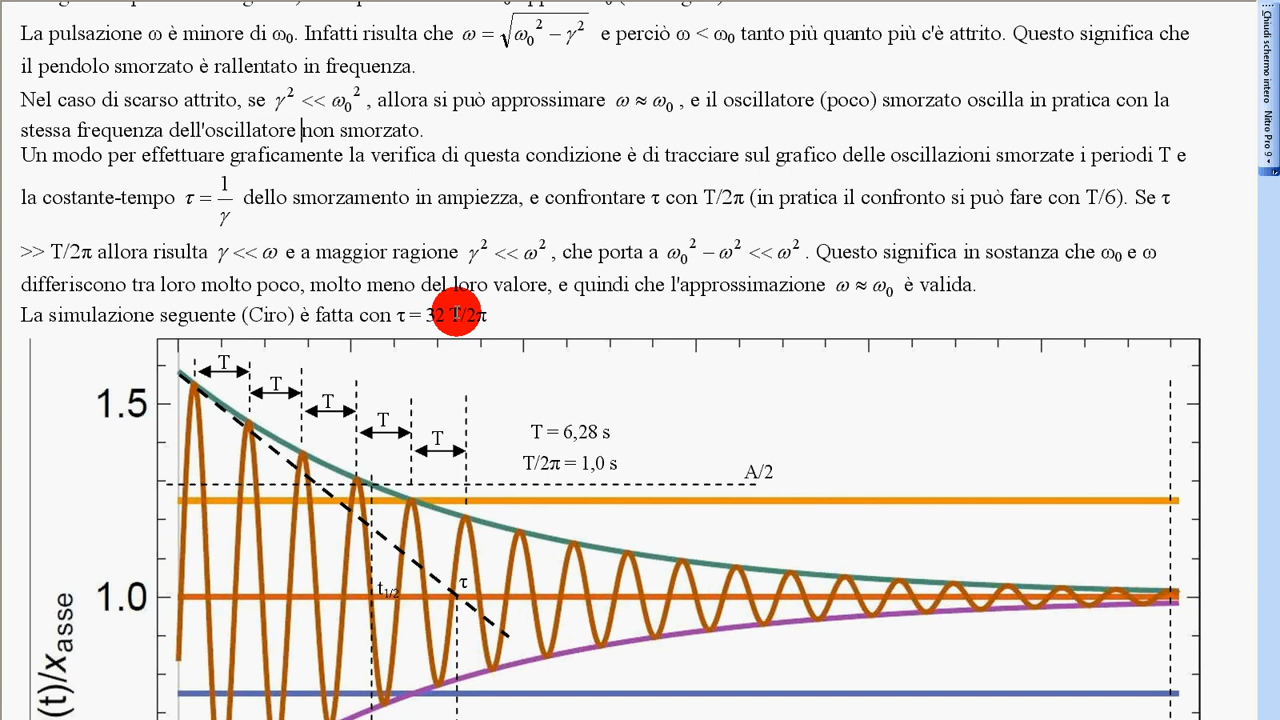 La pulsazione ω è minore di ω₀. Infatti risulta che ω = √(ω₀² − γ²) e perciò ω < ω₀ tanto più quanto più c'è attrito. Questo significa che
il pendolo smorzato è rallentato in frequenza.
Nel caso di scarso attrito, se γ² << ω₀² , allora si può approssimare ω ≈ ω₀ , e il oscillatore (poco) smorzato oscilla in pratica con la
stessa frequenza dell'oscillatore non smorzato.
Un modo per effettuare graficamente la verifica di questa condizione è di tracciare sul grafico delle oscillazioni smorzate i periodi T e
la costante-tempo τ = 1/γ dello smorzamento in ampiezza, e confrontare τ con T/2π (in pratica il confronto si può fare con T/6). Se τ
>> T/2π allora risulta γ << ω e a maggior ragione γ² << ω² , che porta a ω₀² − ω² << ω² . Questo significa in sostanza che ω₀ e ω
differiscono tra loro molto poco, molto meno del loro valore, e quindi che l'approssimazione ω ≈ ω₀ è valida.
La simulazione seguente (Ciro) è fatta con τ = 32 T/2π
T
T
T
T
T
T = 6,28 s
T/2π = 1,0 s
A/2
1.5
1.0
t₁/₂
τ
(t)/x_asse
Chiudi schermo intero
Nitro Pro 9